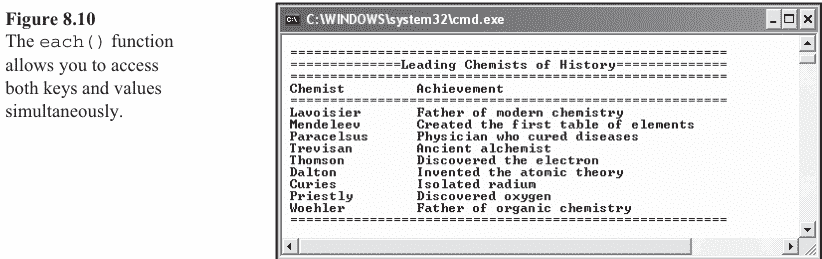 Figure 8.10
The each() function
allows you to access
both keys and values
simultaneously.
C:\WINDOWS\system32\cmd.exe
=======================================================
==============Leading Chemists of History==============
=======================================================
Chemist Achievement
=======================================================
Lavoisier Father of modern chemistry
Mendeleev Created the first table of elements
Paracelsus Physician who cured diseases
Trevisan Ancient alchemist
Thomson Discovered the electron
Dalton Invented the atomic theory
Curies Isolated radium
Priestly Discovered oxygen
Woehler Father of organic chemistry
=======================================================